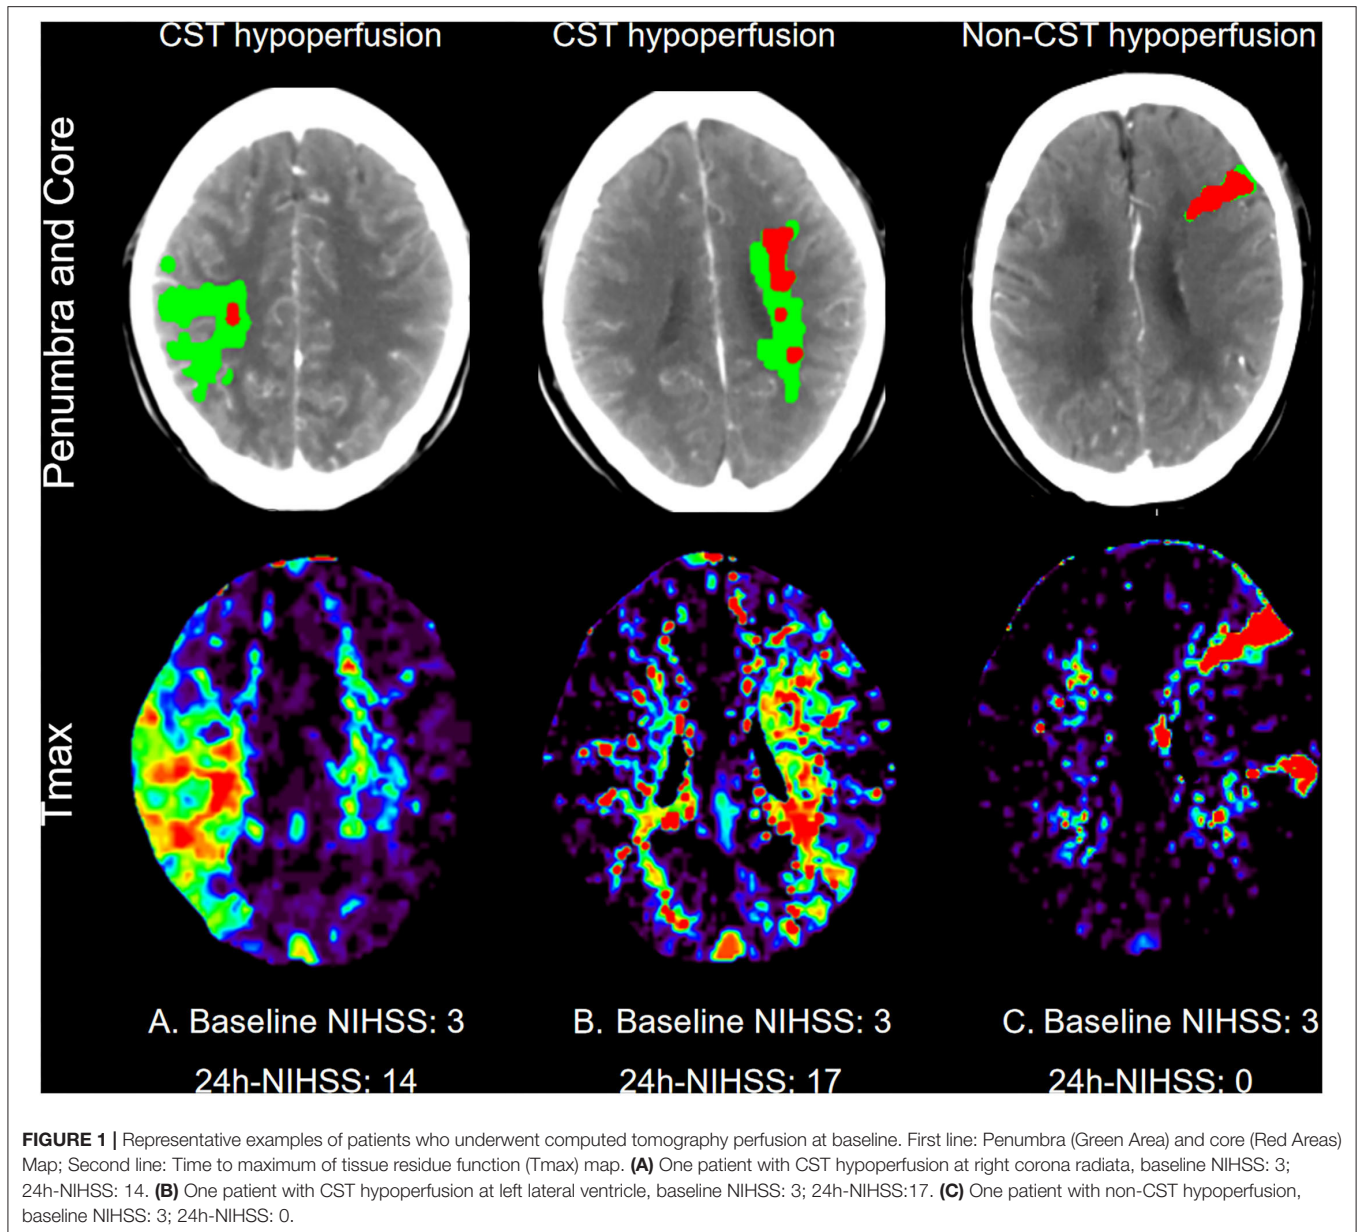 CST hypoperfusion
CST hypoperfusion
Non-CST hypoperfusion
Penumbra and Core
Tmax
A. Baseline NIHSS: 3
24h-NIHSS: 14
B. Baseline NIHSS: 3
24h-NIHSS: 17
C. Baseline NIHSS: 3
24h-NIHSS: 0
FIGURE 1 | Representative examples of patients who underwent computed tomography perfusion at baseline. First line: Penumbra (Green Area) and core (Red Areas)
Map; Second line: Time to maximum of tissue residue function (Tmax) map. (A) One patient with CST hypoperfusion at right corona radiata, baseline NIHSS: 3;
24h-NIHSS: 14. (B) One patient with CST hypoperfusion at left lateral ventricle, baseline NIHSS: 3; 24h-NIHSS:17. (C) One patient with non-CST hypoperfusion,
baseline NIHSS: 3; 24h-NIHSS: 0.